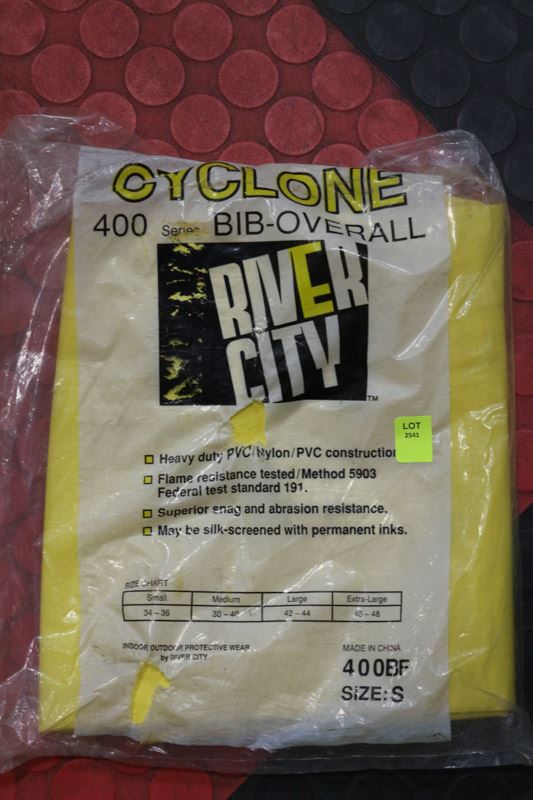 CYCLONE
400 Series BIB-OVERALL
RIVER
CITY
TM
LOT
2541
Heavy duty PVC/Nylon/PVC construction
Flame resistance tested/Method 5903
Federal test standard 191.
Superior snag and abrasion resistance.
May be silk-screened with permanent inks.
SIZE CHART
Small Medium Large Extra-Large
34 – 36 42 – 44
INDOOR OUTDOOR PROTECTIVE WEAR
by RIVER CITY
MADE IN CHINA
400BF
SIZE: S